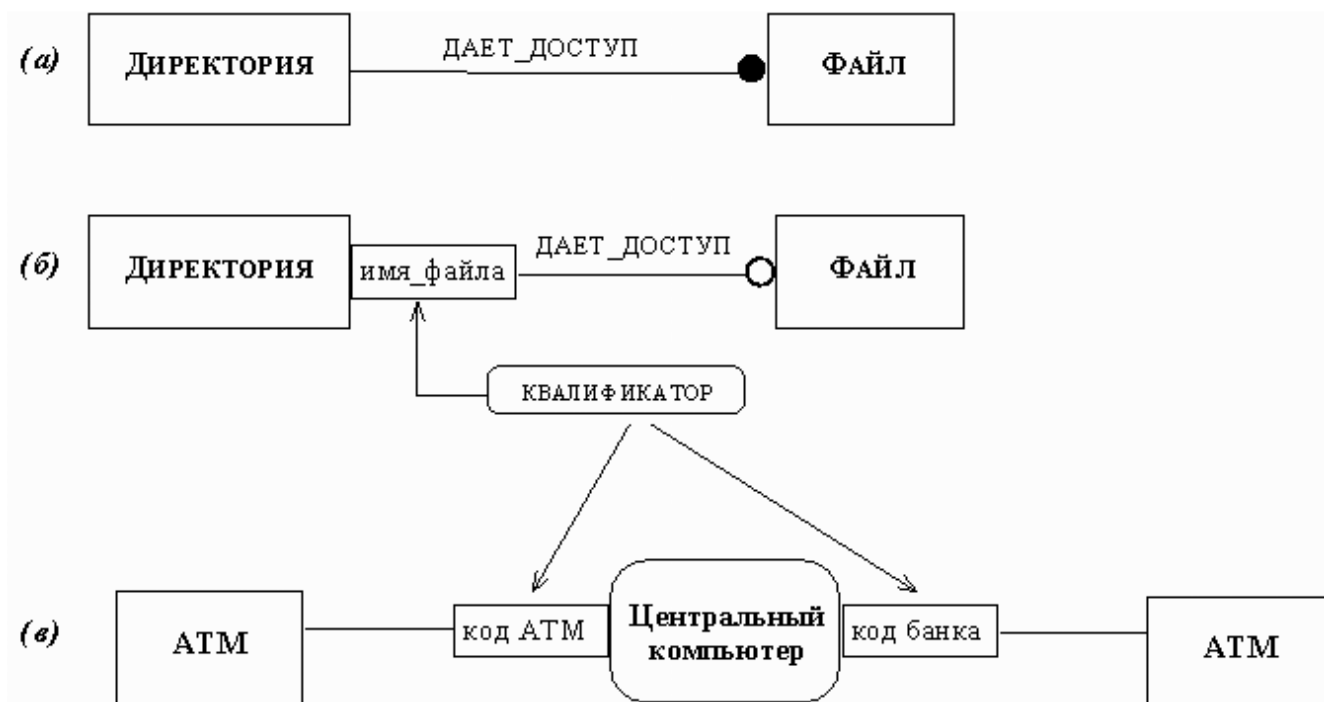 (а)
ДИРЕКТОРИЯ
ДАЕТ_ДОСТУП
ФАЙЛ
(б)
ДИРЕКТОРИЯ
имя_файла
ДАЕТ_ДОСТУП
ФАЙЛ
КВАЛИФИКАТОР
(в)
АТМ
код АТМ
Центральный
компьютер
код банка
АТМ